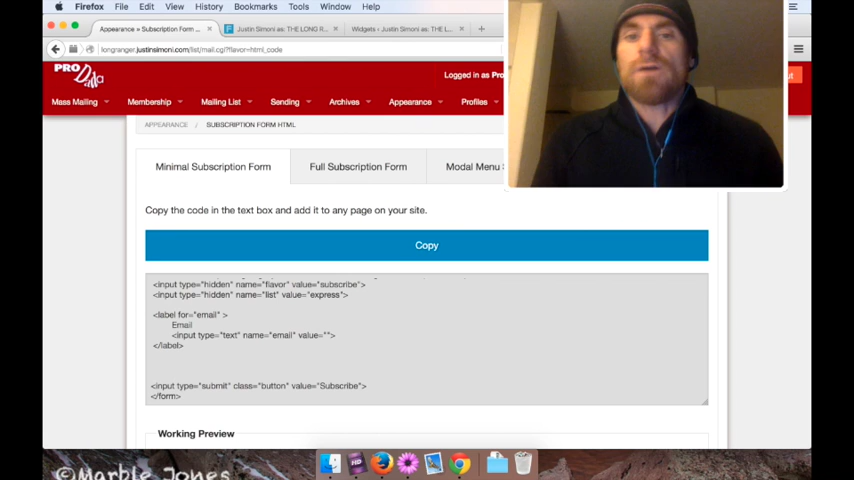 Firefox File Edit View History Bookmarks Tools Window Help
Appearance » Subscription Form ...
Justin Simoni as: THE LONG R...
Widgets ‹ Justin Simoni as: THE L...
longranger.justinsimoni.com/list/mail.cgi?flavor=html_code
PRO
Dada
Logged in as
ut
Mass Mailing Membership Mailing List Sending Archives Appearance Profiles
APPEARANCE / SUBSCRIPTION FORM HTML
Minimal Subscription Form
Full Subscription Form
Modal Menu
Copy the code in the text box and add it to any page on your site.
Copy
<input type="hidden" name="flavor" value="subscribe">
<input type="hidden" name="list" value="express">
<label for="email" >
Email
<input type="text" name="email" value="">
</label>
<input type="submit" class="button" value="Subscribe">
</form>
Working Preview
©Marble Jones
HD